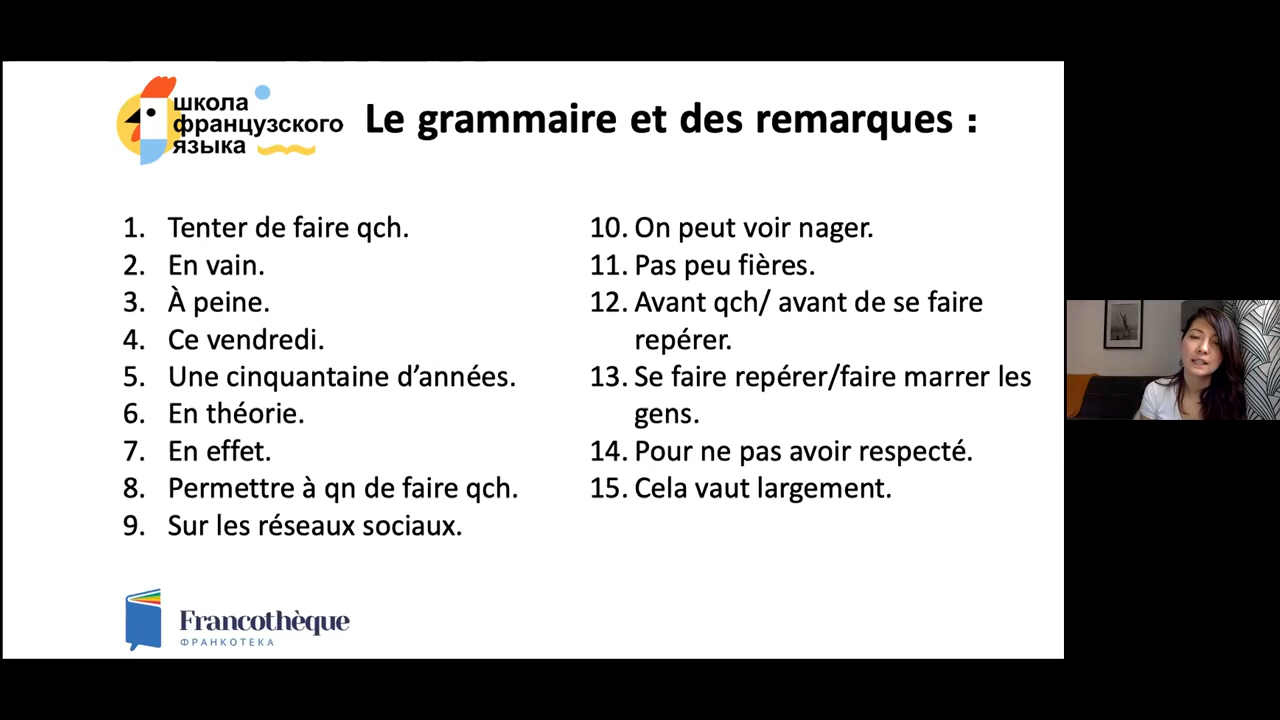 школа
французского
языка
Le grammaire et des remarques :
1. Tenter de faire qch.
2. En vain.
3. À peine.
4. Ce vendredi.
5. Une cinquantaine d’années.
6. En théorie.
7. En effet.
8. Permettre à qn de faire qch.
9. Sur les réseaux sociaux.
10. On peut voir nager.
11. Pas peu fières.
12. Avant qch/ avant de se faire
repérer.
13. Se faire repérer/faire marrer les
gens.
14. Pour ne pas avoir respecté.
15. Cela vaut largement.
Francothèque
ФРАНКОТЕКА